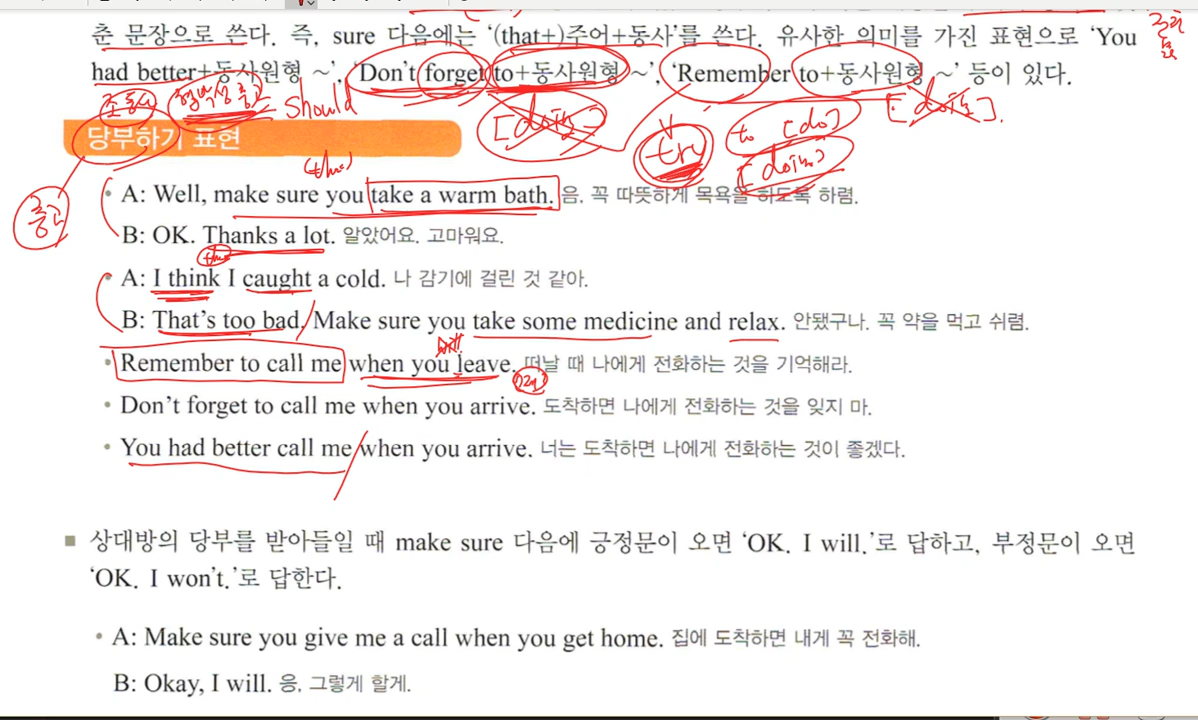 춘 문장으로 쓴다. 즉, sure 다음에는 '(that+)주어+동사'를 쓴다. 유사한 의미를 가진 표현으로 'You
had better+동사원형 ~', 'Don't forget to+동사원형 ~', 'Remember to+동사원형 ~' 등이 있다.
조동사 should [doing] try to [do] [doing] [doing].
당부하기 표현
(that)
A: Well, make sure you take a warm bath. 음, 꼭 따뜻하게 목욕을 하도록 하렴.
B: OK. Thanks a lot. 알았어요. 고마워요.
A: I think I caught a cold. 나 감기에 걸린 것 같아.
B: That's too bad. Make sure you take some medicine and relax. 안됐구나. 꼭 약을 먹고 쉬렴.
Remember to call me when you leave. 떠날 때 나에게 전화하는 것을 기억해라.
Don't forget to call me when you arrive. 도착하면 나에게 전화하는 것을 잊지 마.
You had better call me when you arrive. 너는 도착하면 나에게 전화하는 것이 좋겠다.
■ 상대방의 당부를 받아들일 때 make sure 다음에 긍정문이 오면 'OK. I will.'로 답하고, 부정문이 오면
'OK. I won't.'로 답한다.
A: Make sure you give me a call when you get home. 집에 도착하면 내게 꼭 전화해.
B: Okay, I will. 응, 그렇게 할게.